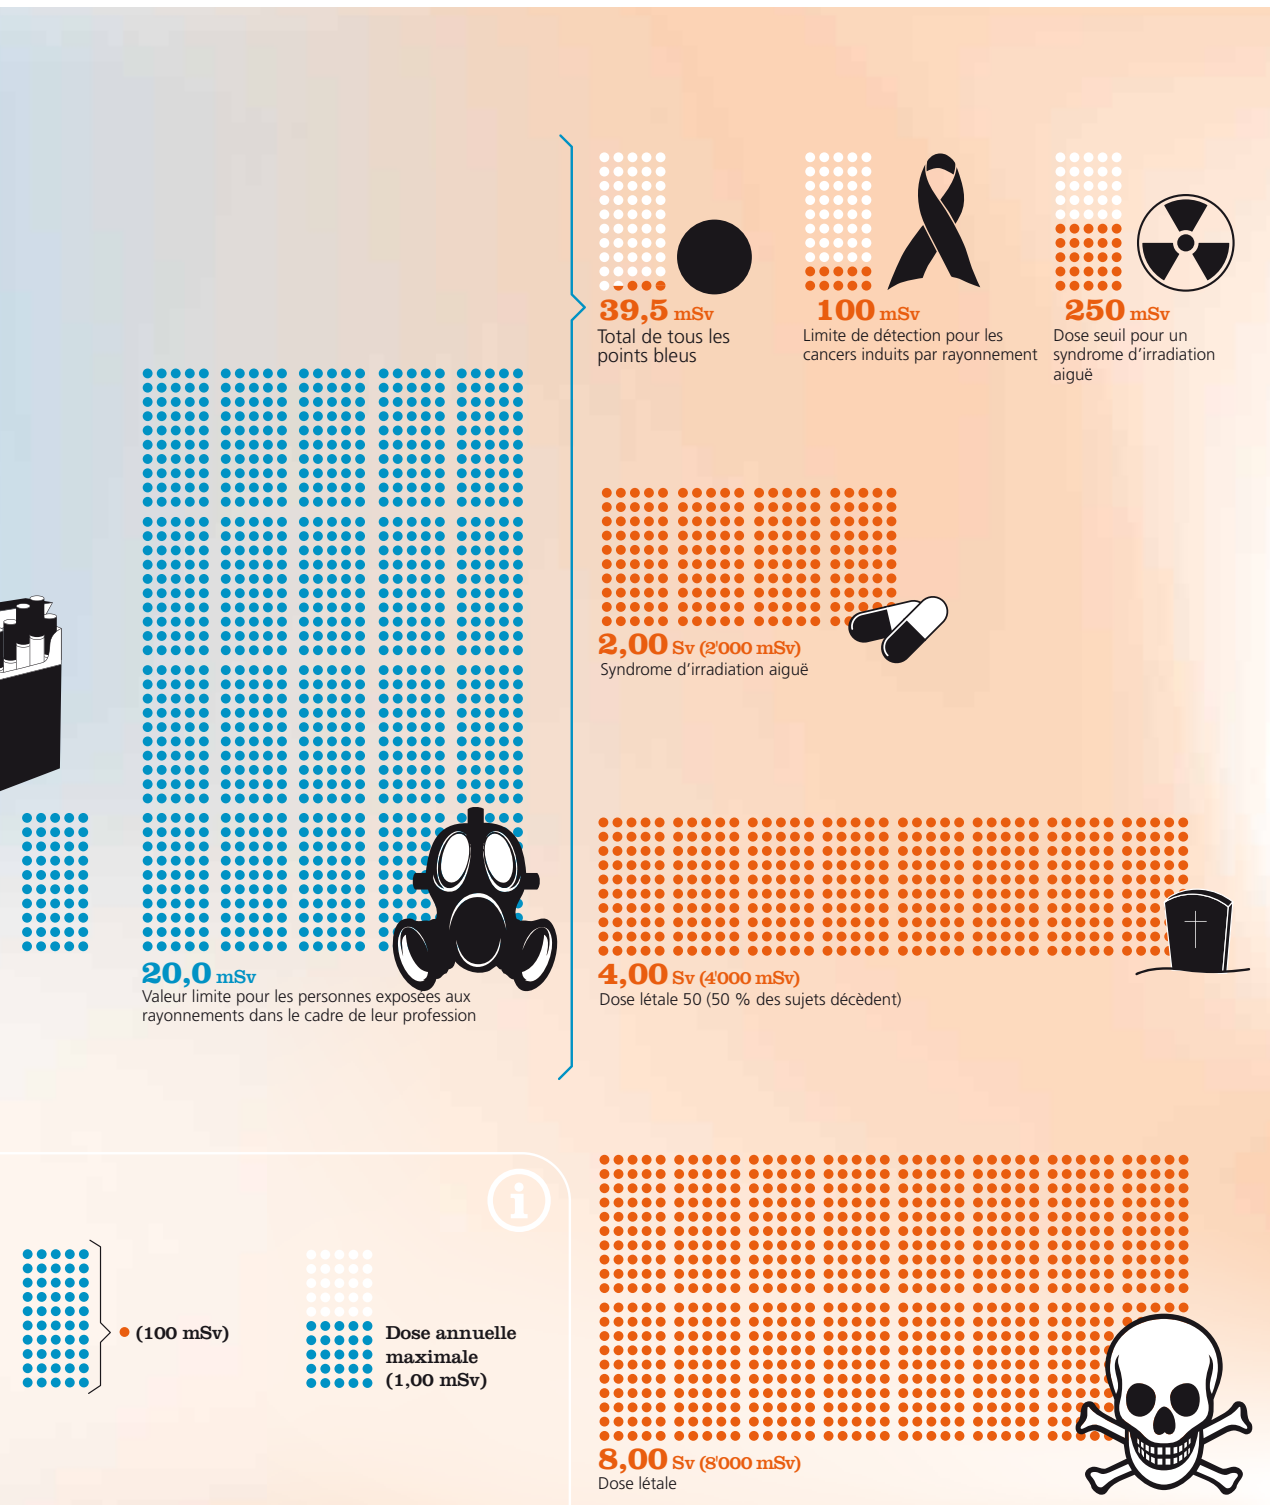 39,5 mSv
Total de tous les
points bleus
100 mSv
Limite de détection pour les
cancers induits par rayonnement
250 mSv
Dose seuil pour un
syndrome d’irradiation
aiguë
2,00 Sv (2'000 mSv)
Syndrome d’irradiation aiguë
20,0 mSv
Valeur limite pour les personnes exposées aux
rayonnements dans le cadre de leur profession
4,00 Sv (4'000 mSv)
Dose létale 50 (50 % des sujets décèdent)
i
(100 mSv)
Dose annuelle
maximale
(1,00 mSv)
8,00 Sv (8'000 mSv)
Dose létale